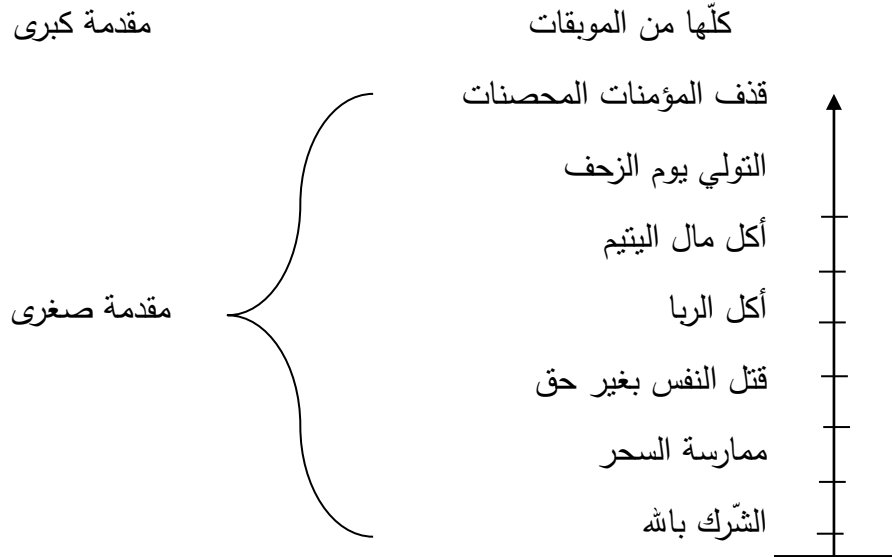 كلّها من الموبقات
مقدمة كبرى
قذف المؤمنات المحصنات
التولي يوم الزحف
أكل مال اليتيم
أكل الربا
مقدمة صغرى
قتل النفس بغير حق
ممارسة السحر
الشّرك بالله